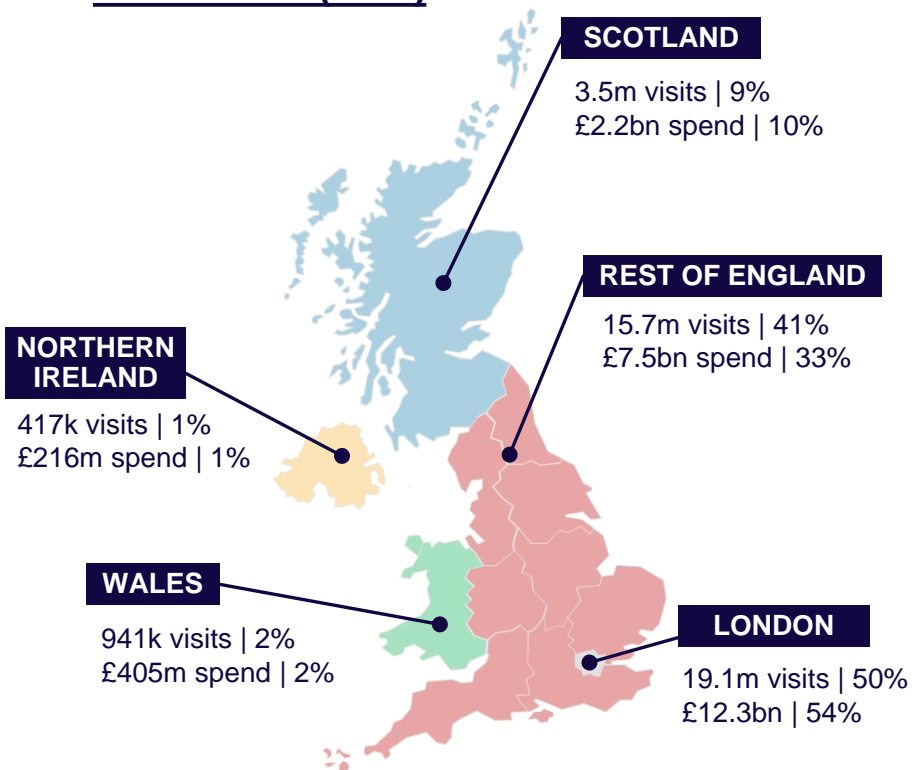 SCOTLAND
3.5m visits | 9%
£2.2bn spend | 10%
REST OF ENGLAND
15.7m visits | 41%
£7.5bn spend | 33%
NORTHERN
IRELAND
417k visits | 1%
£216m spend | 1%
WALES
941k visits | 2%
£405m spend | 2%
LONDON
19.1m visits | 50%
£12.3bn | 54%